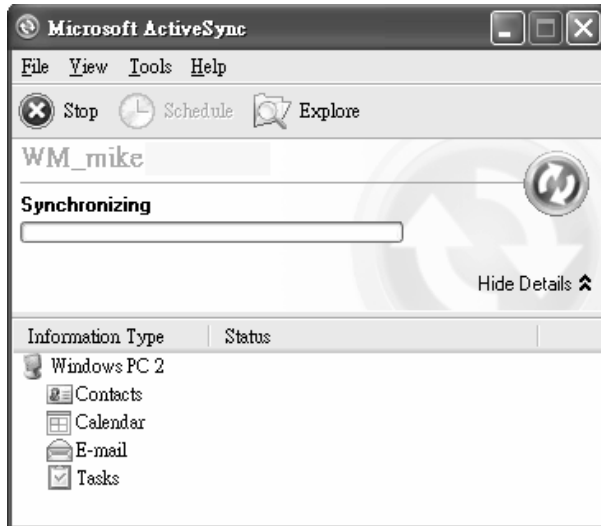 Microsoft ActiveSync
File View Tools Help
Stop Schedule Explore
WM_mike
Synchronizing
Hide Details
Information Type Status
Windows PC 2
Contacts
Calendar
E-mail
Tasks